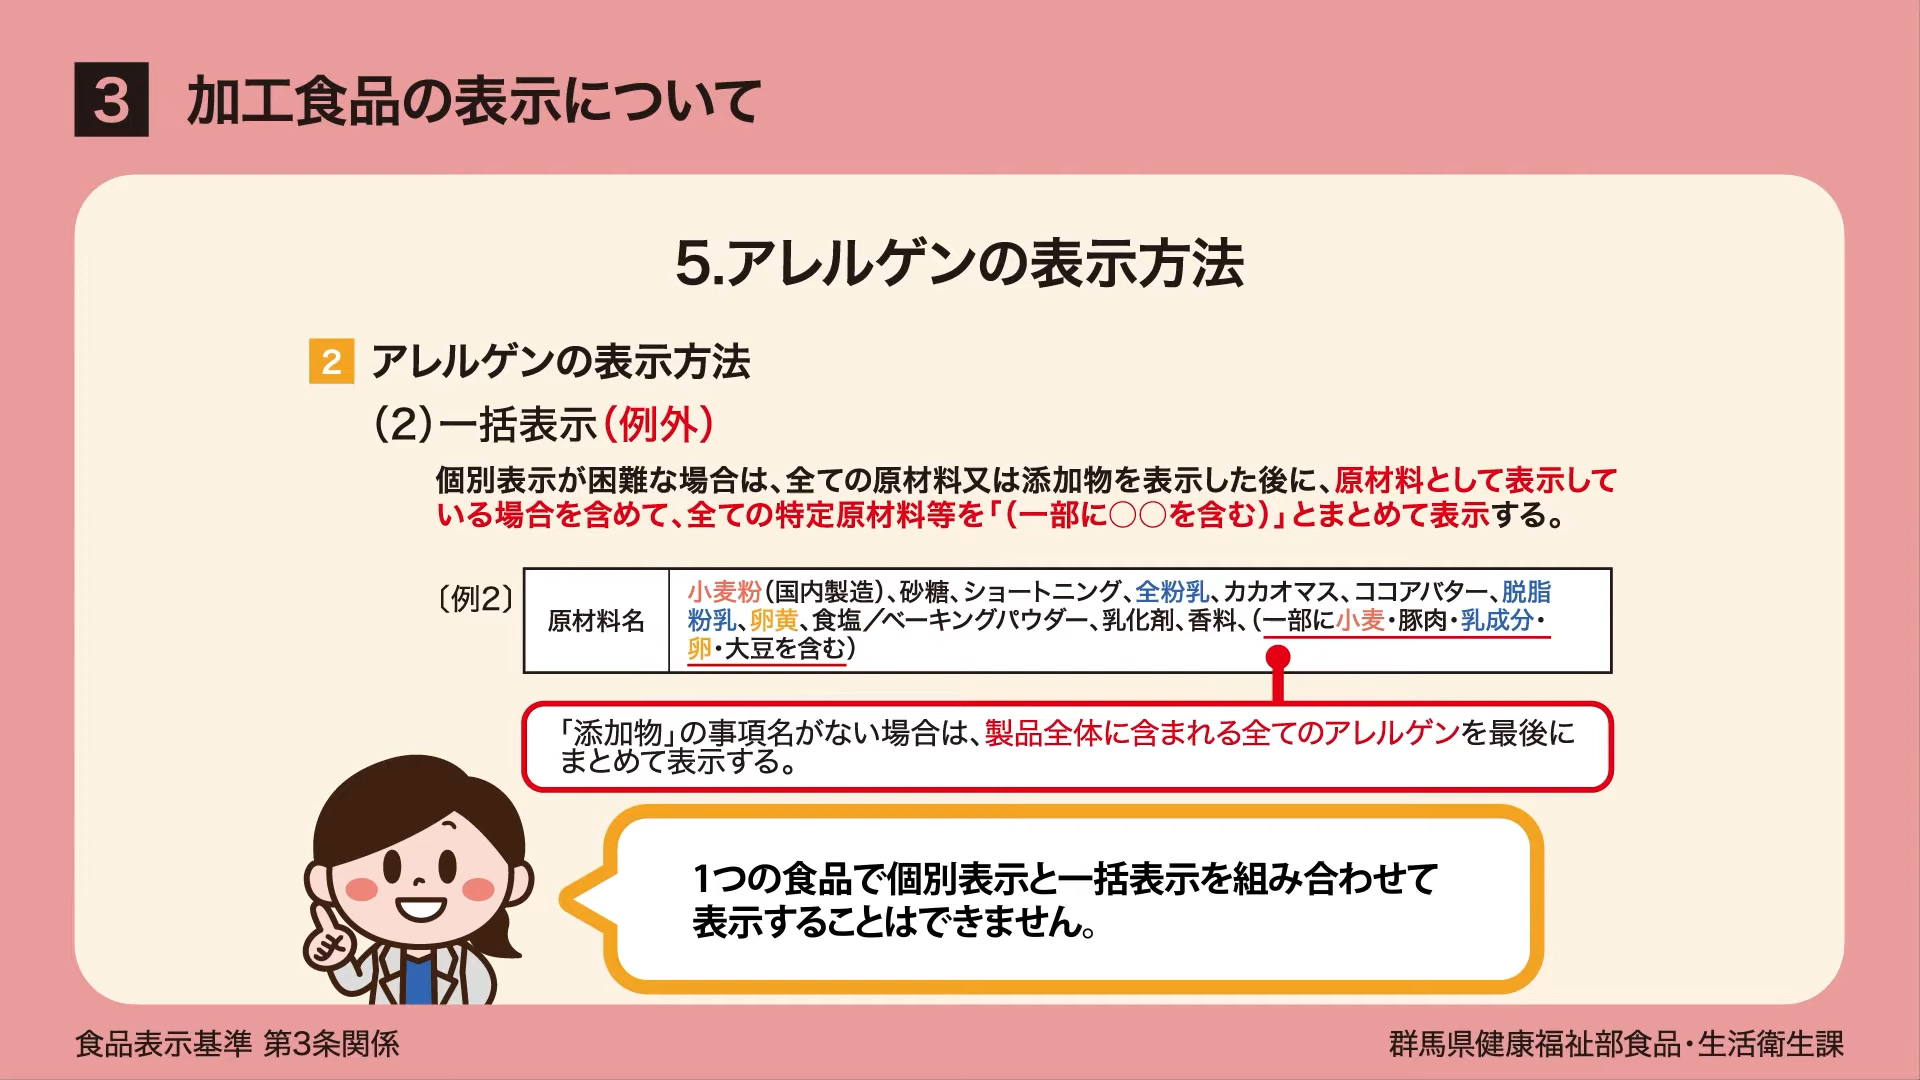 3 加工食品の表示について
5.アレルゲンの表示方法
2 アレルゲンの表示方法
(2)一括表示(例外)
個別表示が困難な場合は、全ての原材料又は添加物を表示した後に、原材料として表示して
いる場合を含めて、全ての特定原材料等を「(一部に○○を含む)」とまとめて表示する。
〔例2〕
原材料名
小麦粉(国内製造)、砂糖、ショートニング、全粉乳、カカオマス、ココアバター、脱脂
粉乳、卵黄、食塩／ベーキングパウダー、乳化剤、香料、(一部に小麦・豚肉・乳成分・
卵・大豆を含む)
「添加物」の事項名がない場合は、製品全体に含まれる全てのアレルゲンを最後に
まとめて表示する。
1つの食品で個別表示と一括表示を組み合わせて
表示することはできません。
食品表示基準 第3条関係
群馬県健康福祉部食品・生活衛生課